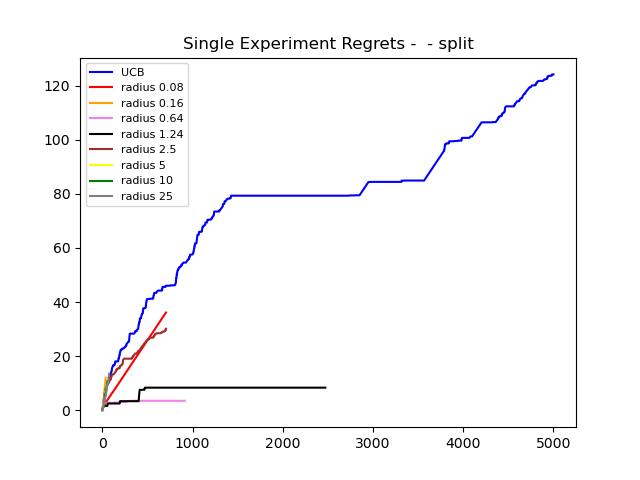 Single Experiment Regrets -  - split
UCB
radius 0.08
radius 0.16
radius 0.64
radius 1.24
radius 2.5
radius 5
radius 10
radius 25
120
100
80
60
40
20
0
0 1000 2000 3000 4000 5000